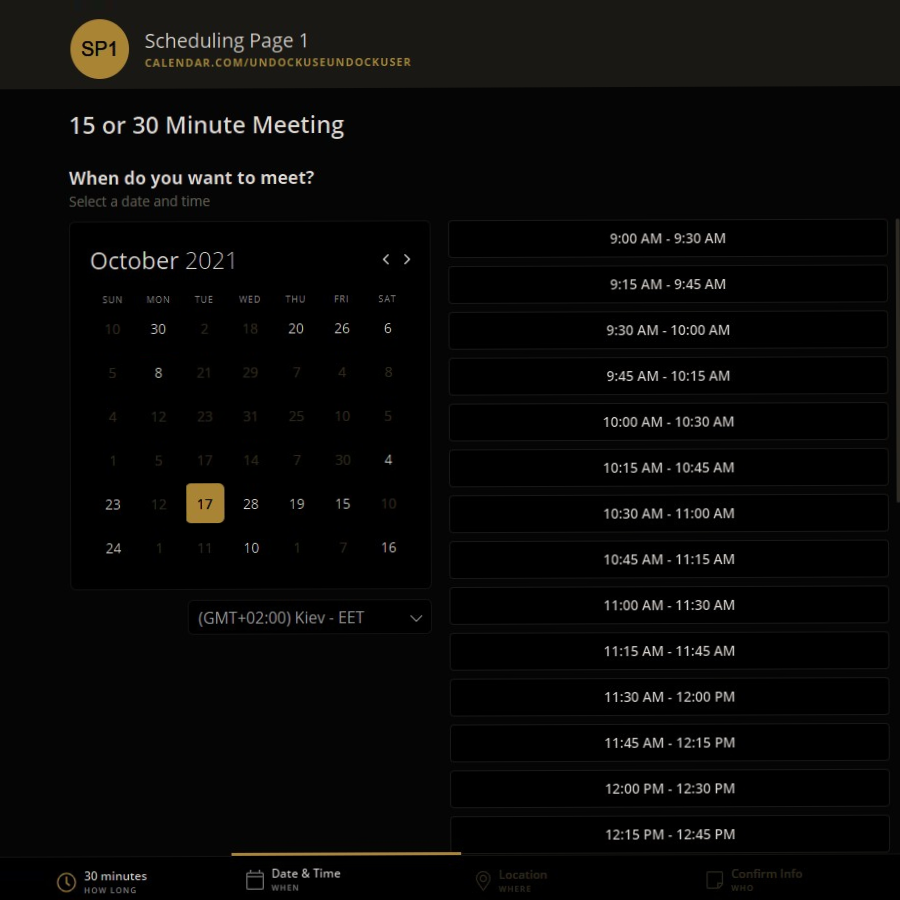 SP1
Scheduling Page 1
CALENDAR.COM/UNDOCKUSEUNDOCKUSER
15 or 30 Minute Meeting
When do you want to meet?
Select a date and time
October 2021
SUN MON TUE WED THU FRI SAT
10 30 2 18 20 26 6
5 8 21 29 7 4 8
4 12 23 31 25 10 5
1 5 17 14 7 30 4
23 12 17 28 19 15 10
24 1 11 10 1 7 16
(GMT+02:00) Kiev - EET
9:00 AM - 9:30 AM
9:15 AM - 9:45 AM
9:30 AM - 10:00 AM
9:45 AM - 10:15 AM
10:00 AM - 10:30 AM
10:15 AM - 10:45 AM
10:30 AM - 11:00 AM
10:45 AM - 11:15 AM
11:00 AM - 11:30 AM
11:15 AM - 11:45 AM
11:30 AM - 12:00 PM
11:45 AM - 12:15 PM
12:00 PM - 12:30 PM
12:15 PM - 12:45 PM
30 minutes
HOW LONG
Date & Time
WHEN
Location
WHERE
Confirm Info
WHO